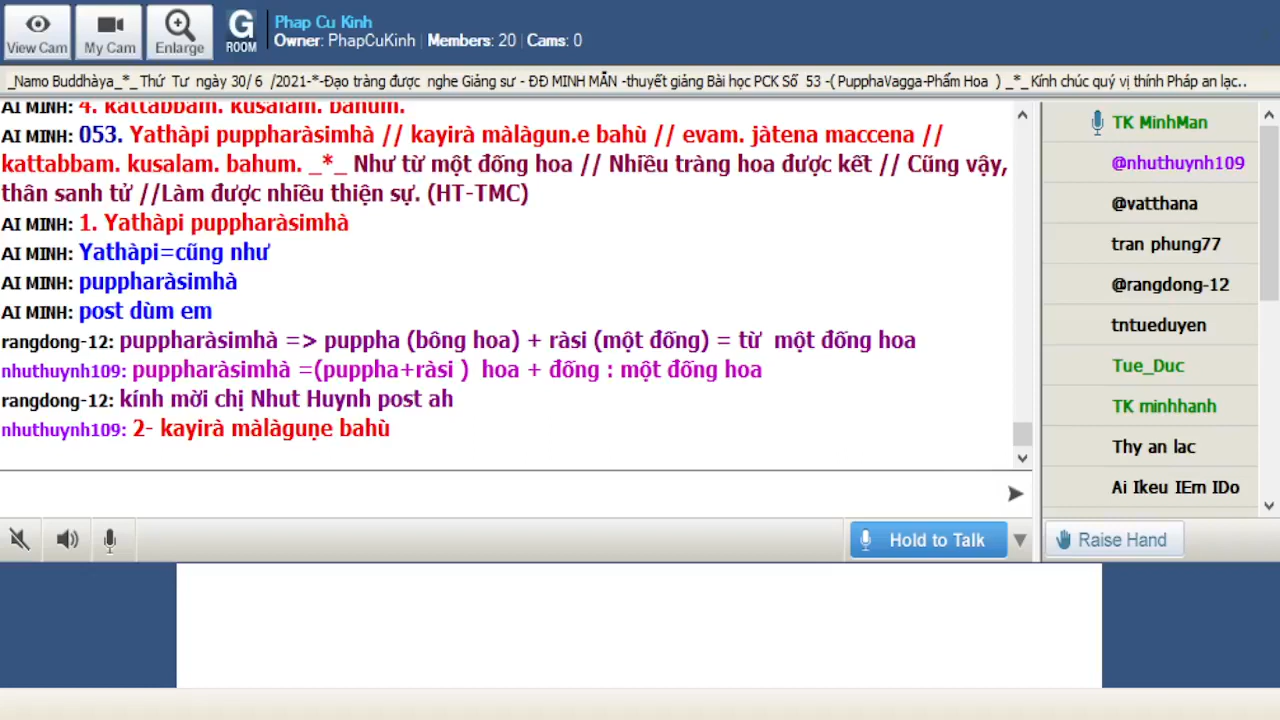 View Cam
My Cam
Enlarge
G
ROOM
Phap Cu Kinh
Owner: PhapCuKinh | Members: 20 | Cams: 0
_Namo Buddhàya_*_ Thứ Tư ngày 30/ 6 /2021-*-Đạo tràng được nghe Giảng sư - ĐĐ MINH MẪN -thuyết giảng Bài học PCK Số 53 -( PupphaVagga-Phẩm Hoa ) _*_ Kính chúc quý vị thính Pháp an lạc..
AI MINH: 4. kattabbam. kusalam. bahum.
AI MINH: 053. Yathàpi puppharàsimhà // kayirà màlàgun.e bahù // evam. jàtena maccena //
kattabbam. kusalam. bahum. _*_ Như từ một đống hoa // Nhiều tràng hoa được kết // Cũng vậy,
thân sanh tử //Làm được nhiều thiện sự. (HT-TMC)
AI MINH: 1. Yathàpi puppharàsimhà
AI MINH: Yathàpi=cũng như
AI MINH: puppharàsimhà
AI MINH: post dùm em
rangdong-12: puppharàsimhà => puppha (bông hoa) + ràsi (một đống) = từ một đống hoa
nhuthuynh109: puppharàsimhà =(puppha+ràsi ) hoa + đống : một đống hoa
rangdong-12: kính mời chị Nhut Huynh post ah
nhuthuynh109: 2- kayirà màlàguṇe bahù
TK MinhMan
@nhuthuynh109
@vatthana
tran phung77
@rangdong-12
tntueduyen
Tue_Duc
TK minhhanh
Thy an lac
Ai Ikeu IEm IDo
Hold to Talk
Raise Hand